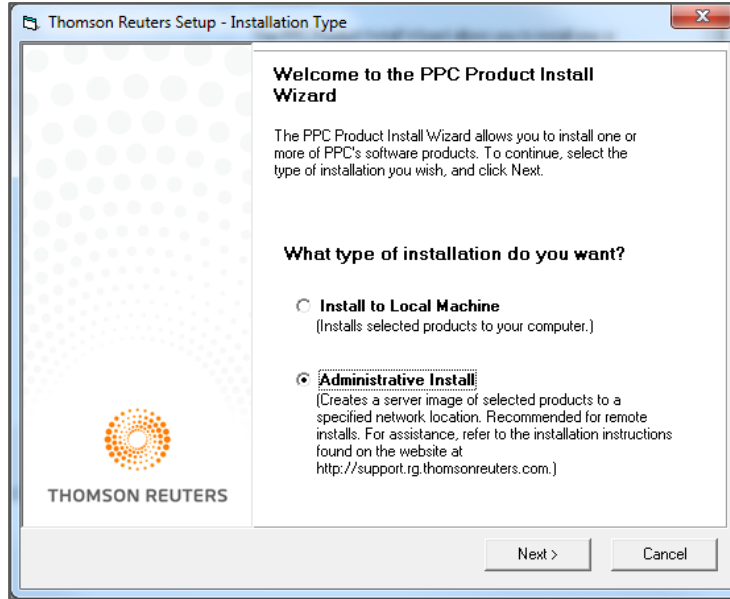 Thomson Reuters Setup - Installation Type
Welcome to the PPC Product Install
Wizard
The PPC Product Install Wizard allows you to install one or
more of PPC's software products. To continue, select the
type of installation you wish, and click Next.
What type of installation do you want?
Install to Local Machine
(Installs selected products to your computer.)
Administrative Install
(Creates a server image of selected products to a
specified network location. Recommended for remote
installs. For assistance, refer to the installation instructions
found on the website at
http://support.rg.thomsonreuters.com.)
THOMSON REUTERS
Next >
Cancel